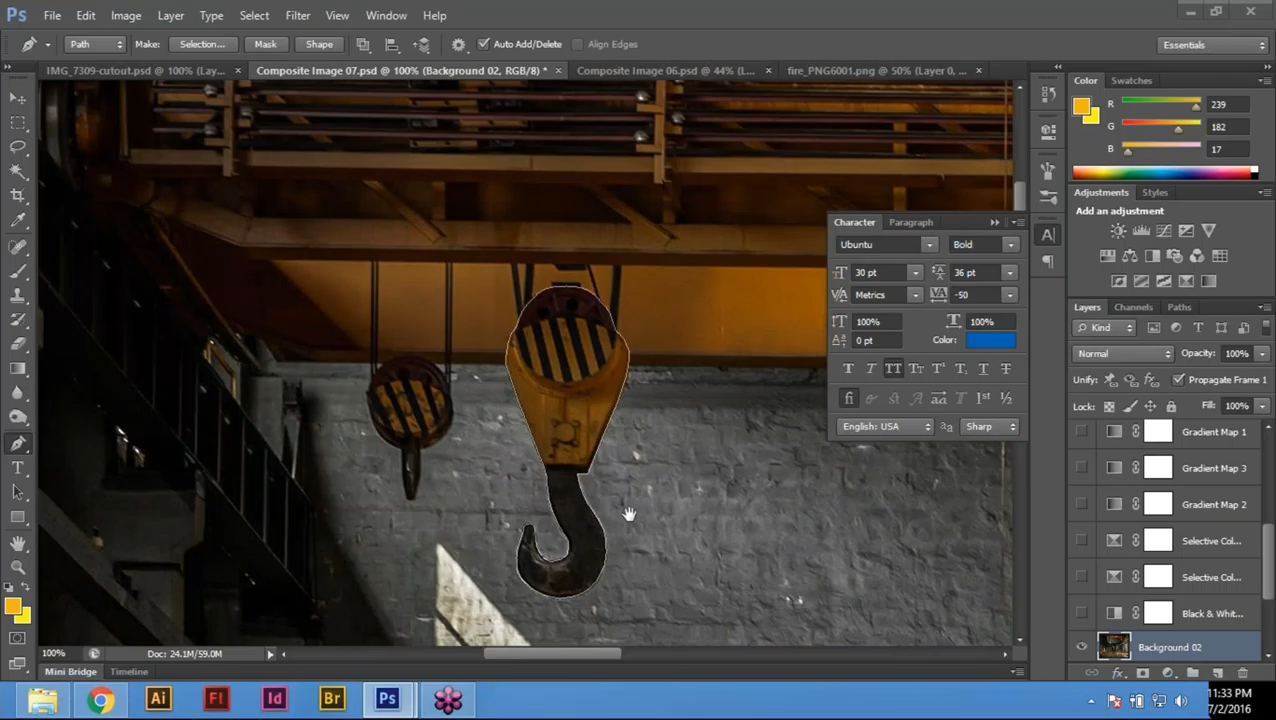 Ps File Edit Image Layer Type Select Filter View Window Help
Path Make: Selection... Mask Shape Auto Add/Delete Align Edges Essentials
IMG_7309-cutout.psd @ 100% (Lay... × Composite Image 07.psd @ 100% (Background 02, RGB/8) * × Composite Image 06.psd @ 44% (L... × fire_PNG6001.png @ 50% (Layer 0, ... ×
Color Swatches
R 239
G 182
B 17
Adjustments Styles
Add an adjustment
Character Paragraph
Ubuntu Bold
30 pt 36 pt
Metrics -50
100% 100%
0 pt Color:
English: USA Sharp
Layers Channels Paths
Kind
Normal Opacity: 100%
Unify: Propagate Frame 1
Lock: Fill: 100%
Gradient Map 1
Gradient Map 3
Gradient Map 2
Selective Col...
Selective Col...
Black & Whit...
Background 02
100% Doc: 24.1M/59.0M
Mini Bridge Timeline
Ai Fl Id Br Ps
11:33 PM
7/2/2016